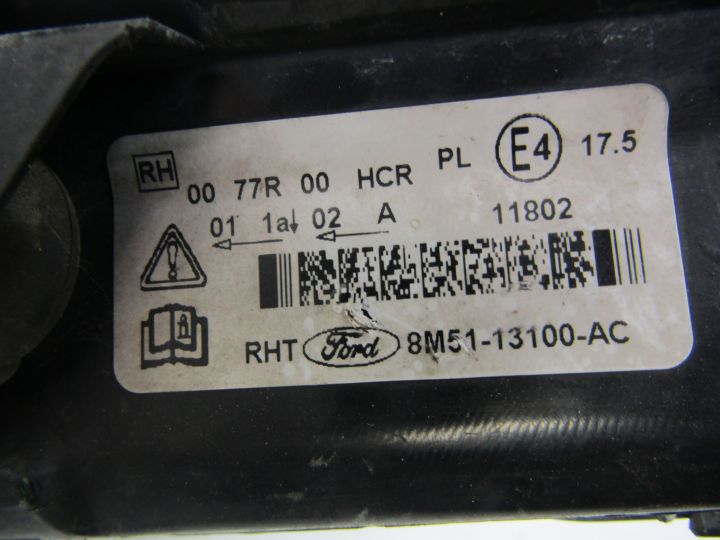 RH 00 77R 00 HCR PL E4 17.5
01 1a↓ 02 A 11802
RHT Ford 8M51-13100-AC